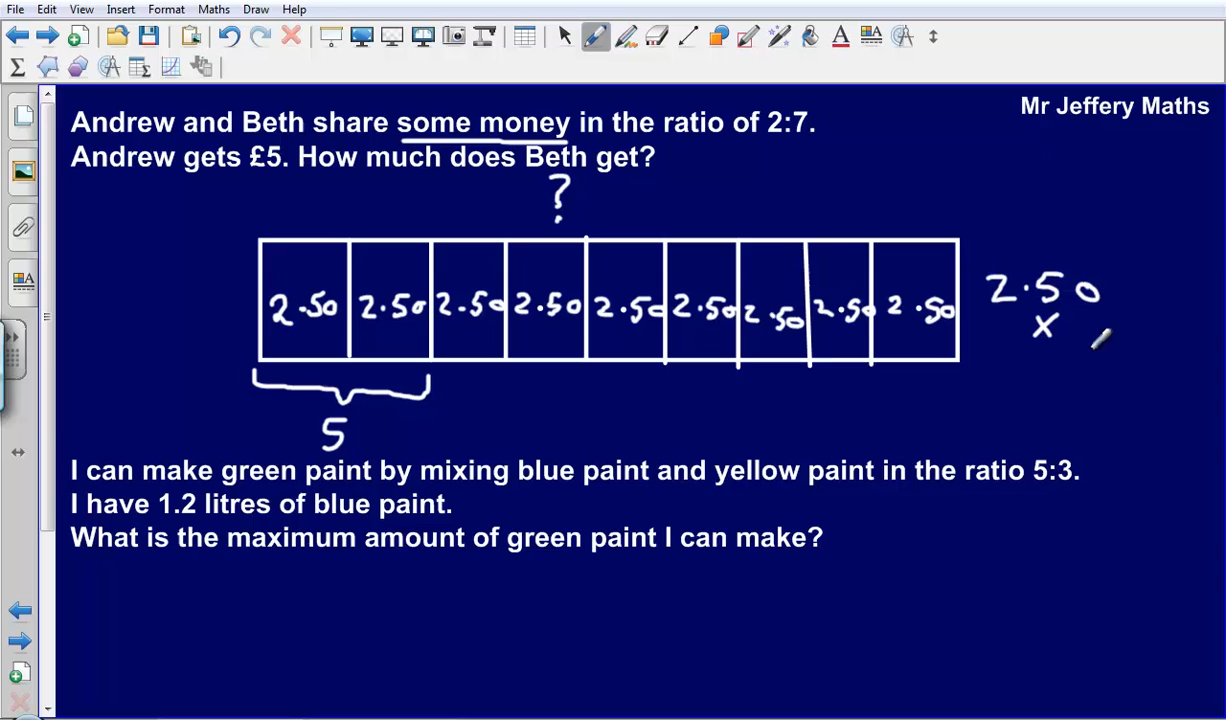 File Edit View Insert Format Maths Draw Help
Mr Jeffery Maths
Andrew and Beth share some money in the ratio of 2:7.
Andrew gets £5. How much does Beth get?
?
2.50 2.50 2.50 2.50 2.50 2.50 2.50 2.50 2.50
2.50
x
5
I can make green paint by mixing blue paint and yellow paint in the ratio 5:3.
I have 1.2 litres of blue paint.
What is the maximum amount of green paint I can make?